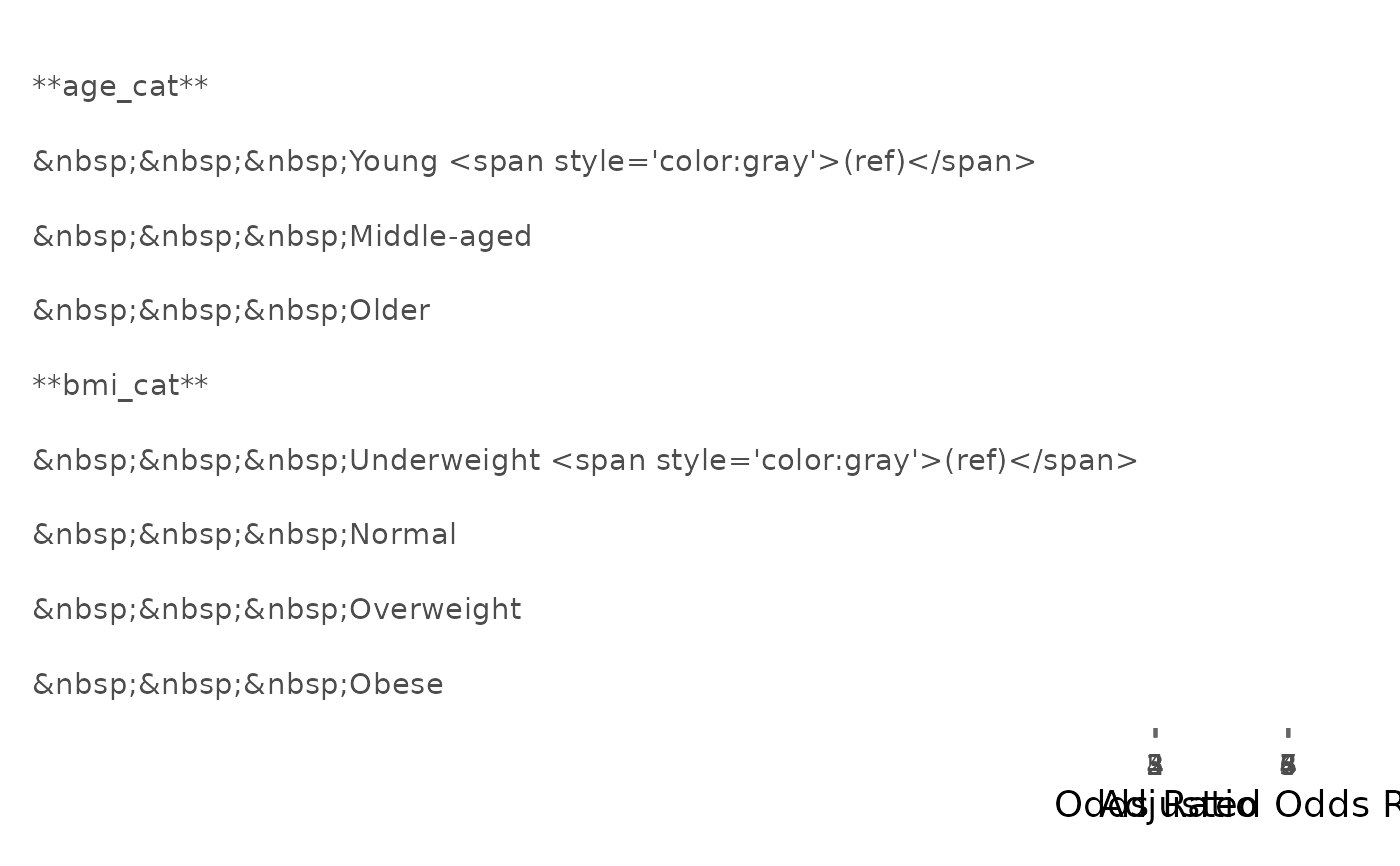 **age_cat**
&nbsp;&nbsp;&nbsp;Young <span style='color:gray'>(ref)</span>
&nbsp;&nbsp;&nbsp;Middle-aged
&nbsp;&nbsp;&nbsp;Older
**bmi_cat**
&nbsp;&nbsp;&nbsp;Underweight <span style='color:gray'>(ref)</span>
&nbsp;&nbsp;&nbsp;Normal
&nbsp;&nbsp;&nbsp;Overweight
&nbsp;&nbsp;&nbsp;Obese
Odds Ratio Adjusted Odds R